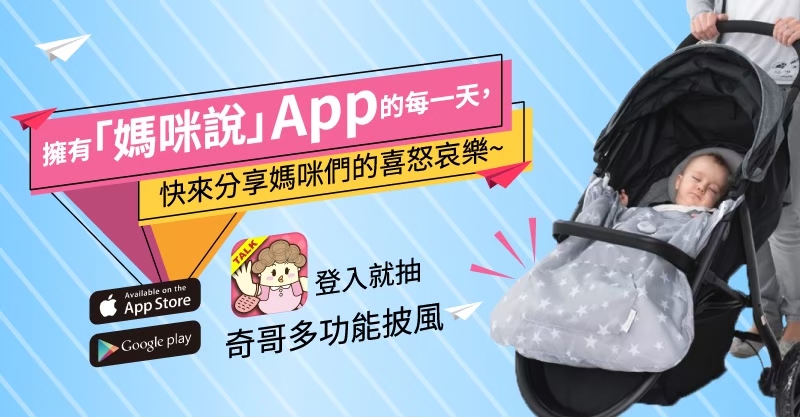 擁有「媽咪說」App的每一天，
快來分享媽咪們的喜怒哀樂~
TALK
登入就抽
奇哥多功能披風
Available on the
App Store
Google play